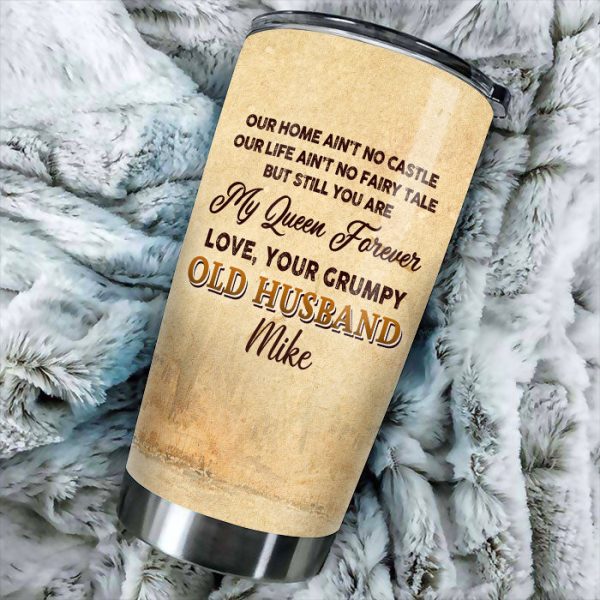 OUR HOME AIN'T NO CASTLE
OUR LIFE AIN'T NO FAIRY TALE
BUT STILL YOU ARE
My Queen Forever
LOVE, YOUR GRUMPY
OLD HUSBAND
Mike